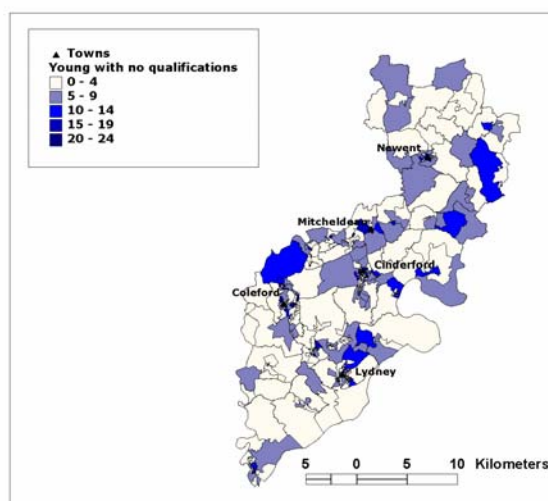 Towns
Young with no qualifications
0 - 4
5 - 9
10 - 14
15 - 19
20 - 24
Newent
Mitcheldean
Cinderford
Coleford
Lydney
5 0 5 10 Kilometers